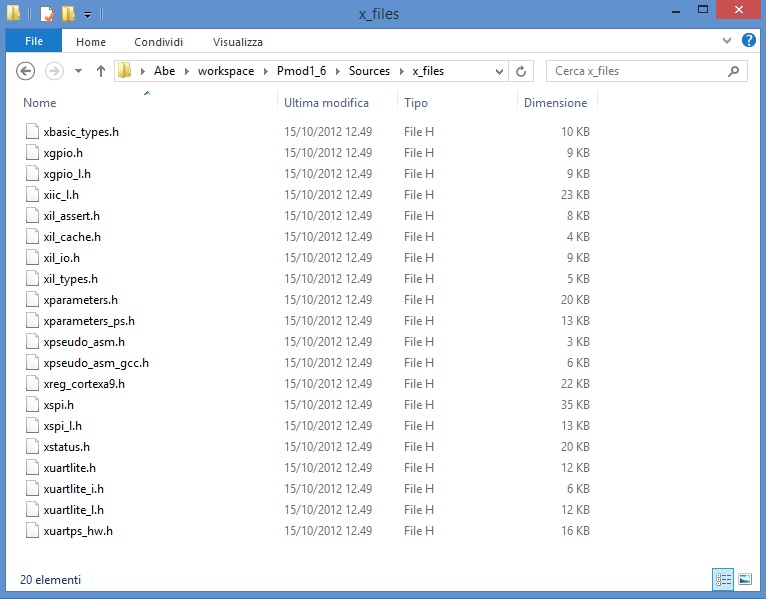 x_files
File Home Condividi Visualizza
Abe workspace Pmod1_6 Sources x_files Cerca x_files
Nome Ultima modifica Tipo Dimensione
xbasic_types.h 15/10/2012 12.49 File H 10 KB
xgpio.h 15/10/2012 12.49 File H 9 KB
xgpio_l.h 15/10/2012 12.49 File H 9 KB
xiic_l.h 15/10/2012 12.49 File H 23 KB
xil_assert.h 15/10/2012 12.49 File H 8 KB
xil_cache.h 15/10/2012 12.49 File H 4 KB
xil_io.h 15/10/2012 12.49 File H 9 KB
xil_types.h 15/10/2012 12.49 File H 5 KB
xparameters.h 15/10/2012 12.49 File H 20 KB
xparameters_ps.h 15/10/2012 12.49 File H 13 KB
xpseudo_asm.h 15/10/2012 12.49 File H 3 KB
xpseudo_asm_gcc.h 15/10/2012 12.49 File H 6 KB
xreg_cortexa9.h 15/10/2012 12.49 File H 22 KB
xspi.h 15/10/2012 12.49 File H 35 KB
xspi_l.h 15/10/2012 12.49 File H 13 KB
xstatus.h 15/10/2012 12.49 File H 20 KB
xuartlite.h 15/10/2012 12.49 File H 12 KB
xuartlite_i.h 15/10/2012 12.49 File H 6 KB
xuartlite_l.h 15/10/2012 12.49 File H 12 KB
xuartps_hw.h 15/10/2012 12.49 File H 16 KB
20 elementi